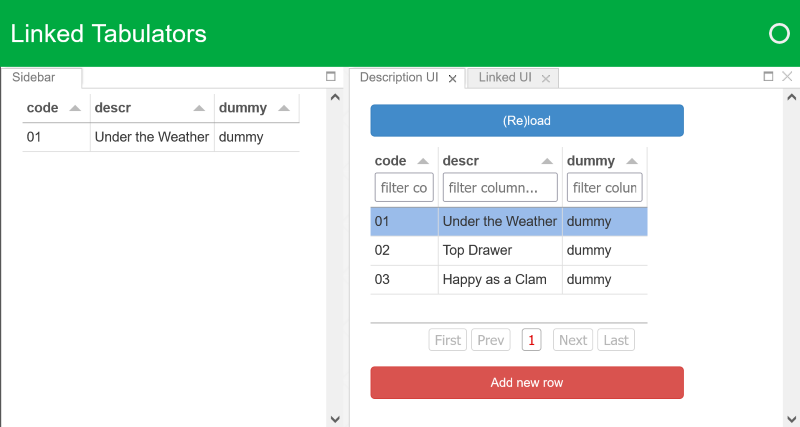 Linked Tabulators
Sidebar
code descr dummy
01 Under the Weather dummy
Description UI × Linked UI ×
(Re)load
code descr dummy
filter co filter column... filter colun
01 Under the Weather dummy
02 Top Drawer dummy
03 Happy as a Clam dummy
First Prev 1 Next Last
Add new row